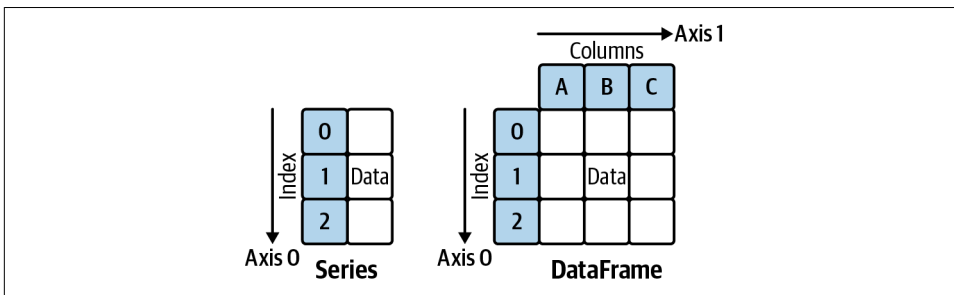 Axis 1
Columns
A B C
0
Index
1 Data
2
Axis 0
Series
0
Index
1 Data
2
Axis 0
DataFrame